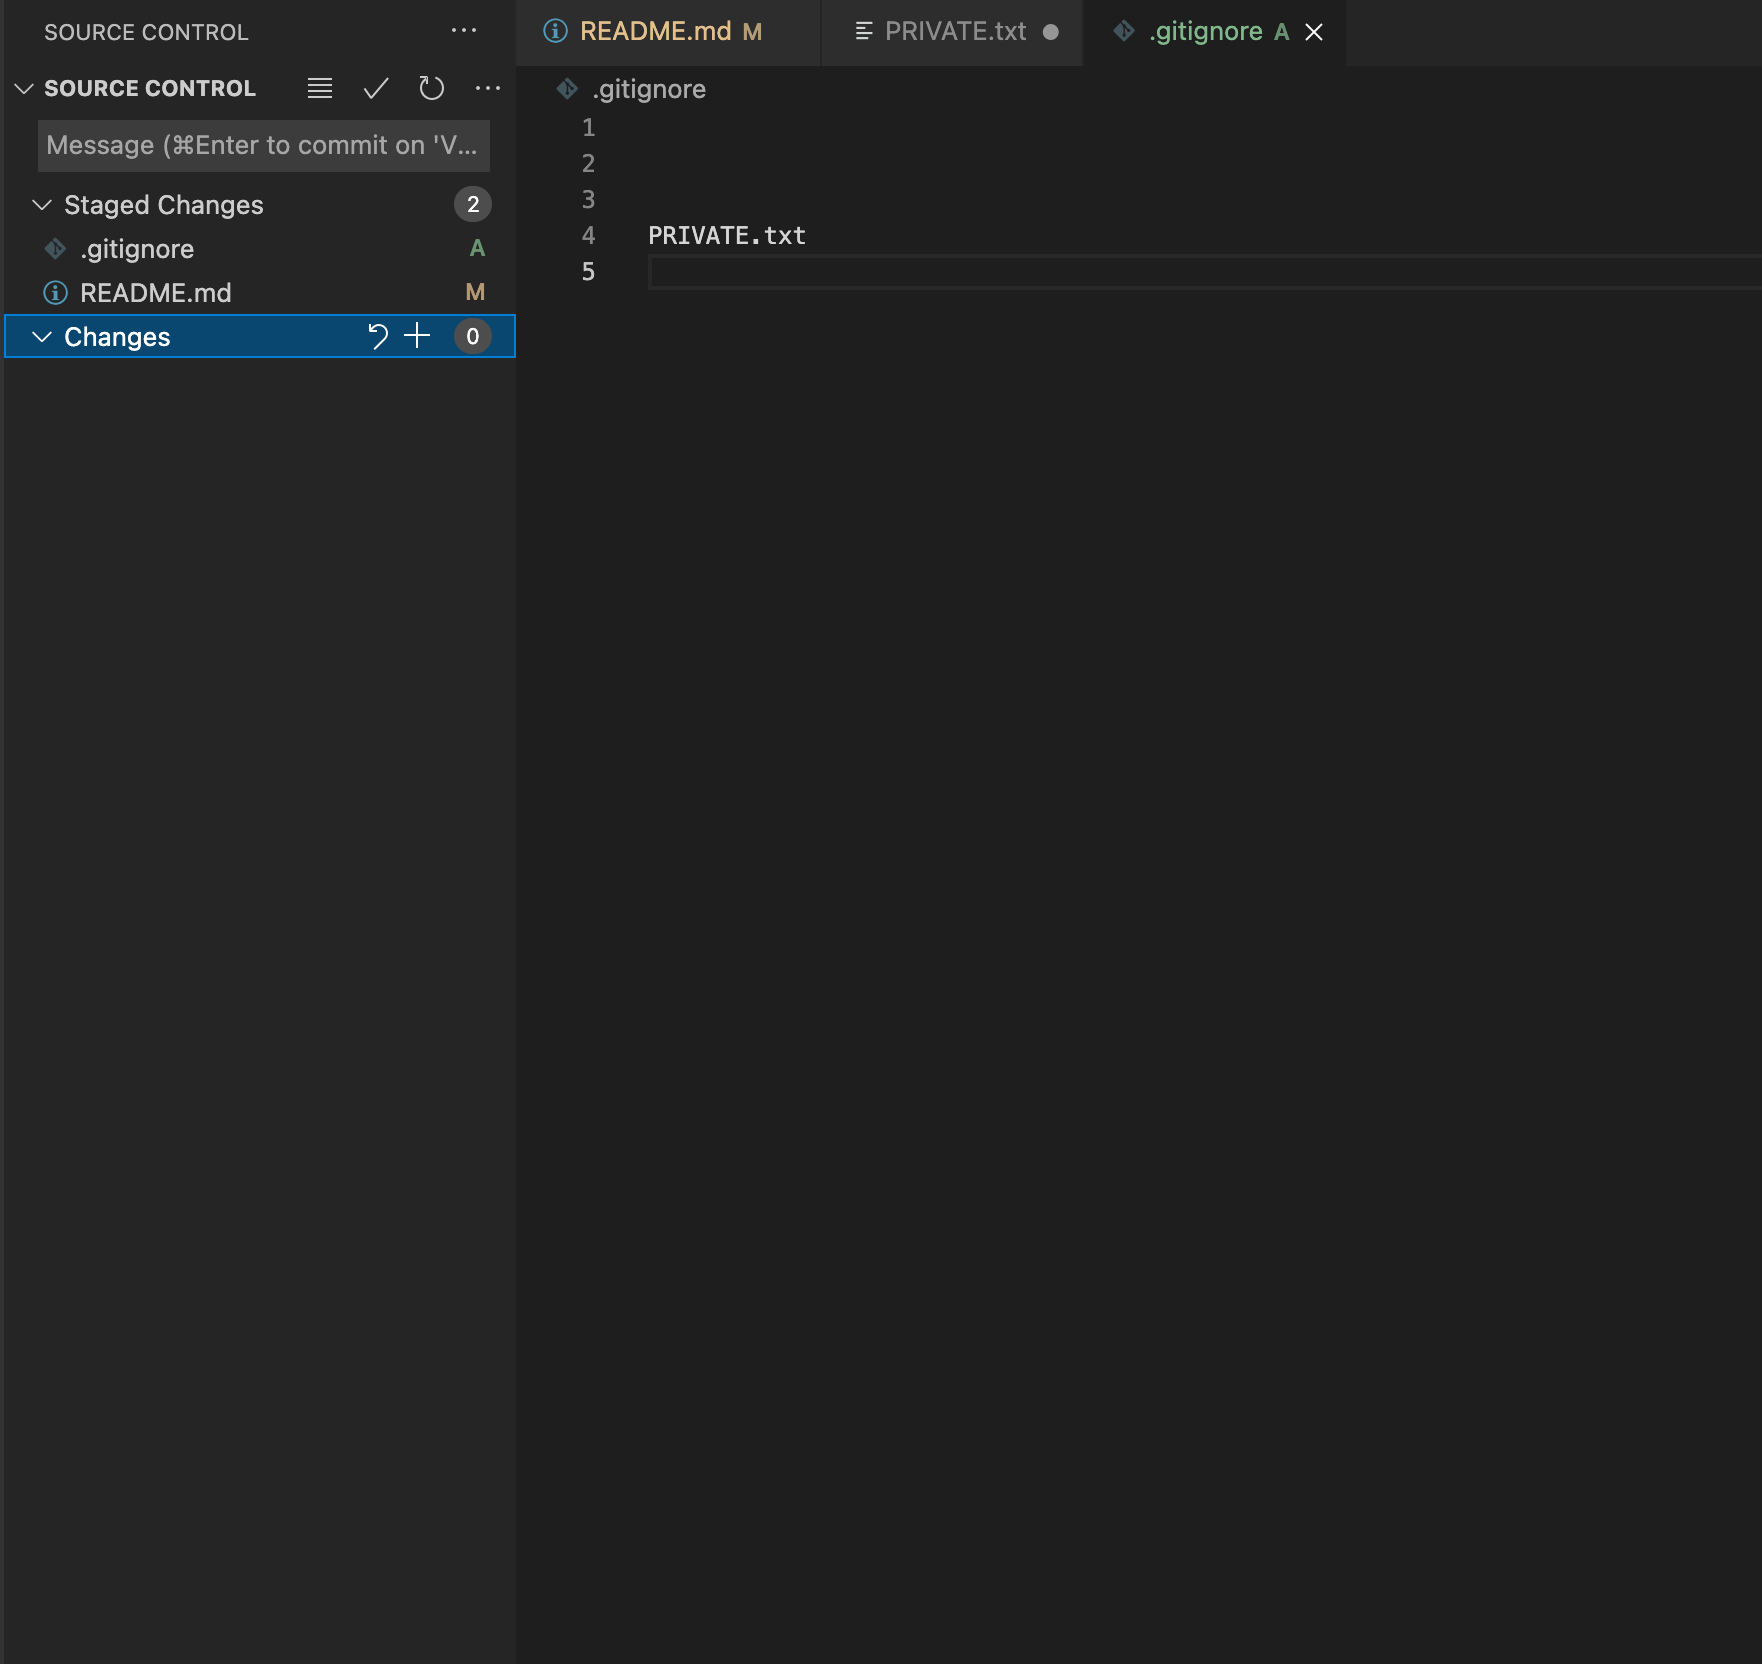 SOURCE CONTROL
SOURCE CONTROL
Message (⌘Enter to commit on 'V...
Staged Changes 2
.gitignore A
README.md M
Changes 0
README.md M PRIVATE.txt .gitignore A
.gitignore
1
2
3
4 PRIVATE.txt
5